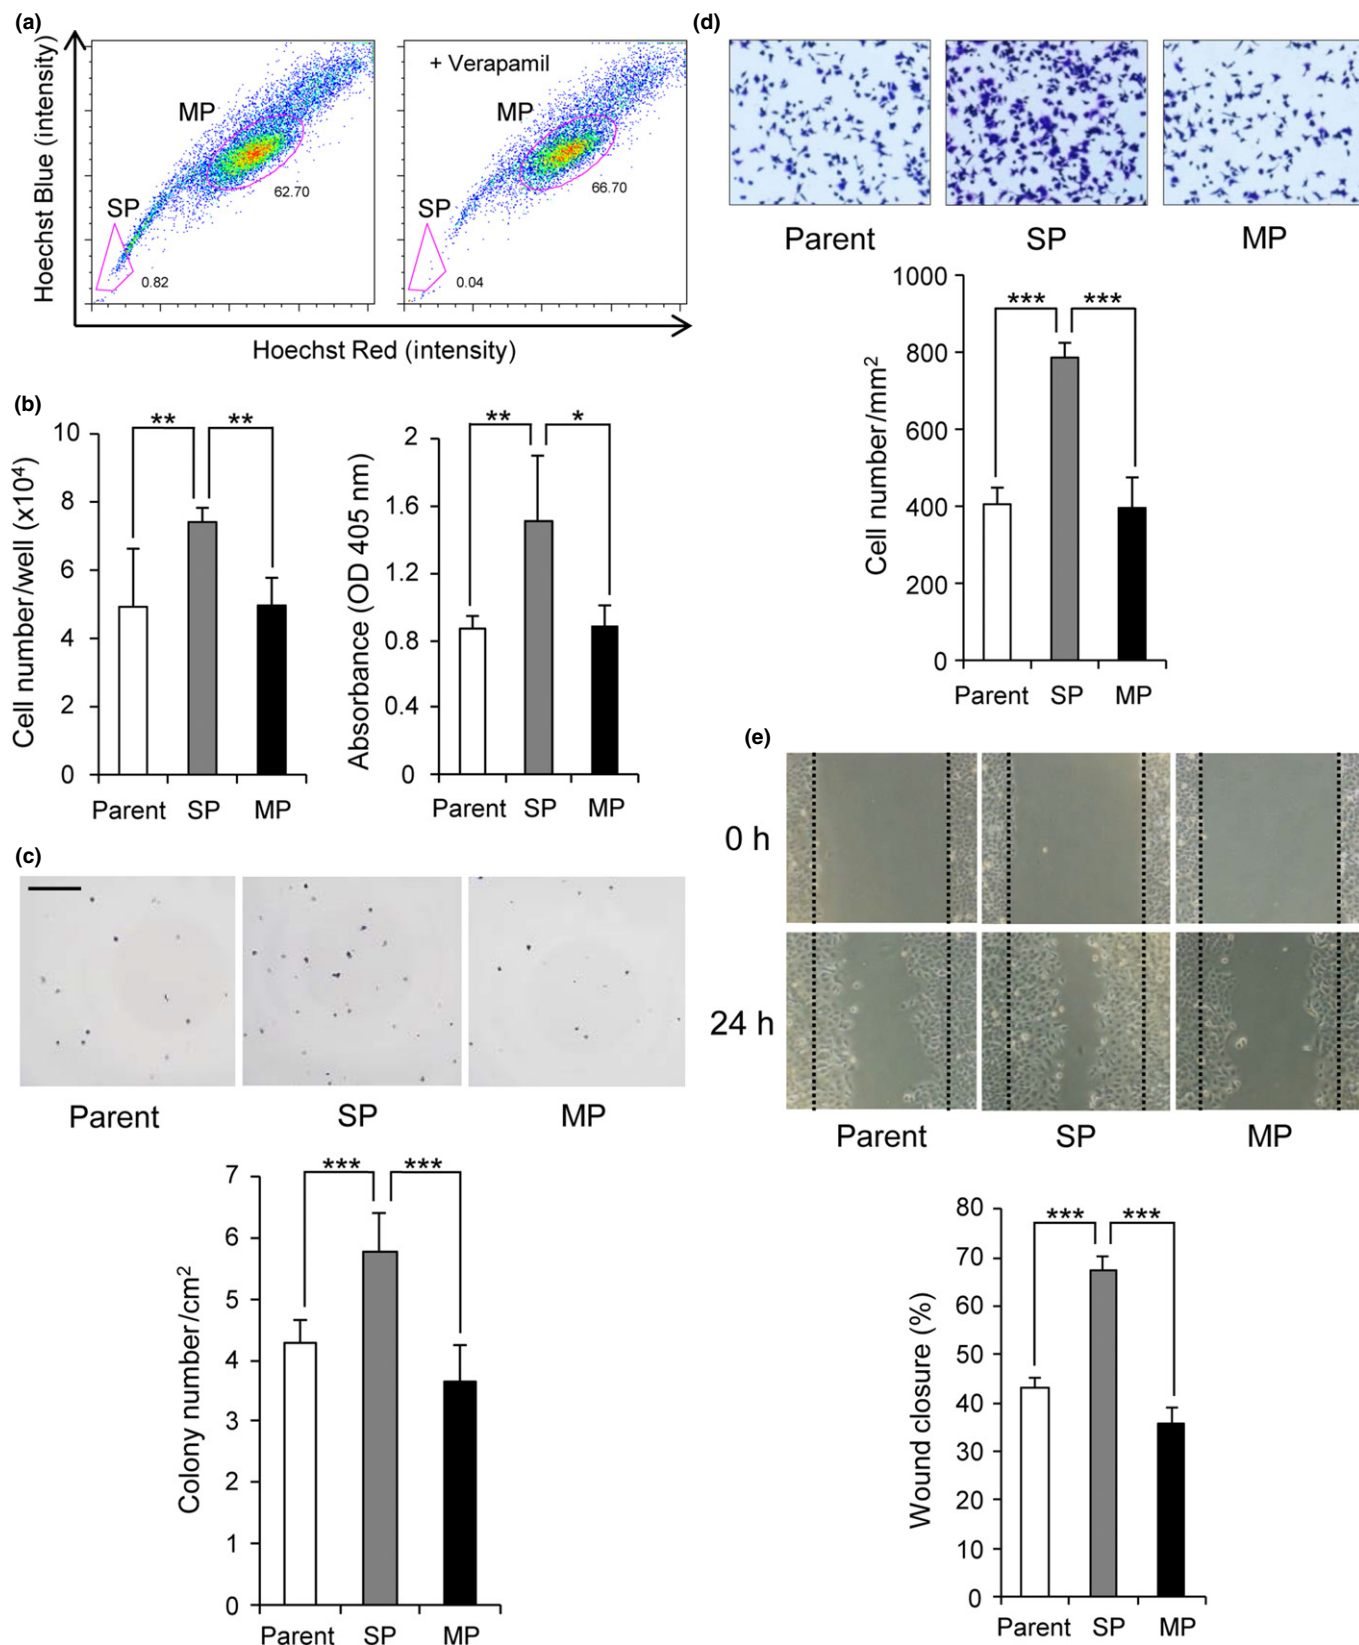 (a)
Hoechst Blue (intensity)
MP
SP
62.70
0.82
+ Verapamil
MP
SP
66.70
0.04
Hoechst Red (intensity)
(b)
Cell number/well (x10⁴)
10
8
6
4
2
0
** **
Parent SP MP
Absorbance (OD 405 nm)
2
1.6
1.2
0.8
0.4
0
** *
Parent SP MP
(c)
Parent SP MP
Colony number/cm²
7
6
5
4
3
2
1
0
*** ***
Parent SP MP
(d)
Parent SP MP
Cell number/mm²
1000
800
600
400
200
0
*** ***
Parent SP MP
(e)
0 h
24 h
Parent SP MP
Wound closure (%)
80
70
60
50
40
30
20
10
0
*** ***
Parent SP MP